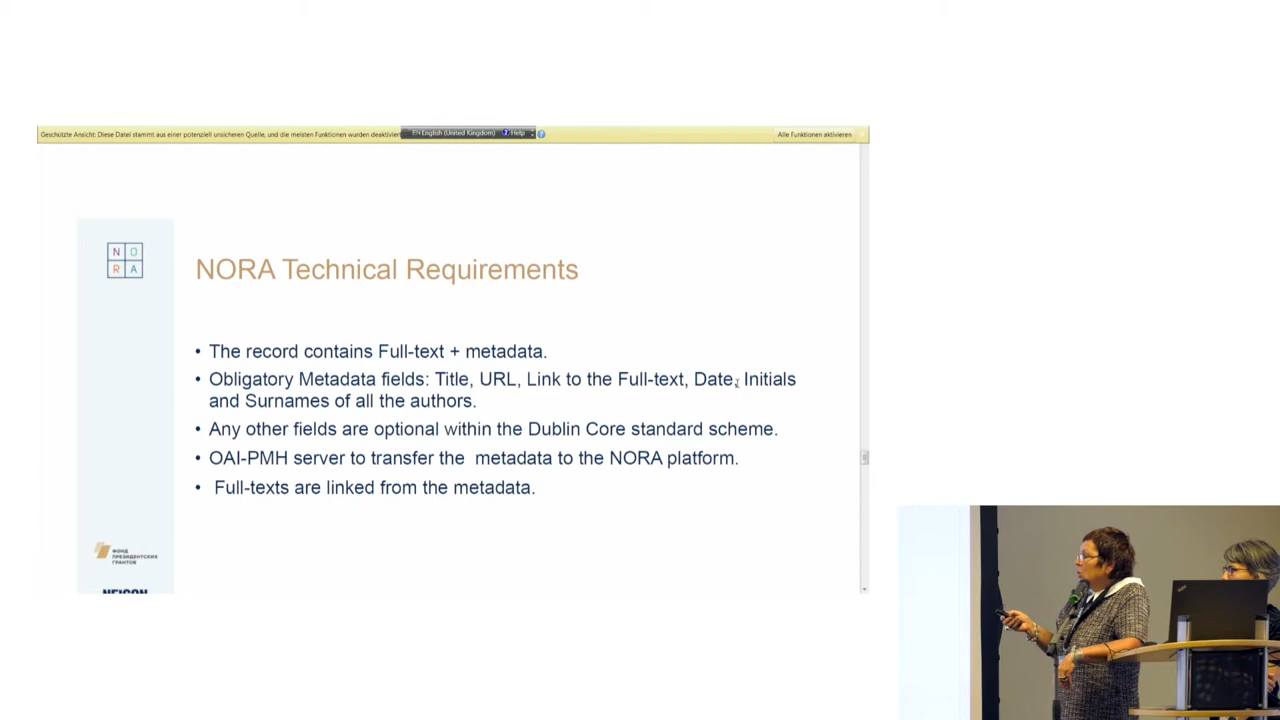 Geschützte Ansicht: Diese Datei stammt aus einer potenziell unsicheren Quelle, und die meisten Funktionen wurden deaktivier
EN English (United Kingdom) Help
Alle Funktionen aktivieren
N O
R A
NORA Technical Requirements
• The record contains Full-text + metadata.
• Obligatory Metadata fields: Title, URL, Link to the Full-text, Date, Initials
and Surnames of all the authors.
• Any other fields are optional within the Dublin Core standard scheme.
• OAI-PMH server to transfer the metadata to the NORA platform.
• Full-texts are linked from the metadata.
ФОНД
ПРЕЗИДЕНТСКИХ
ГРАНТОВ